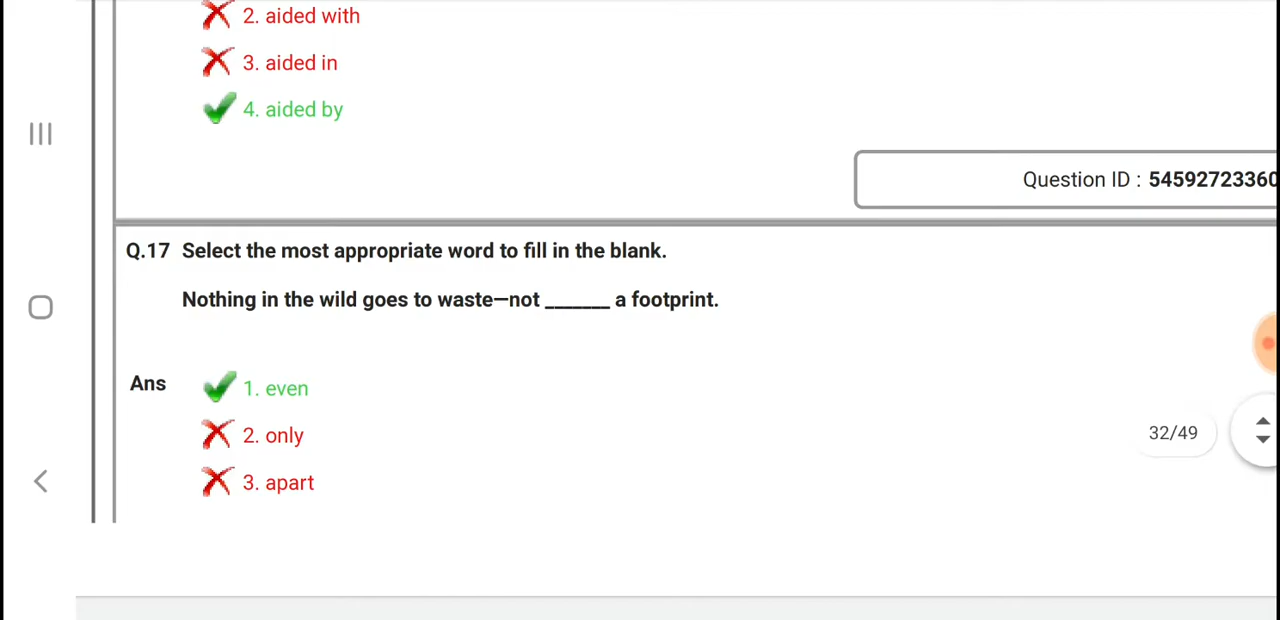 2. aided with
3. aided in
4. aided by
Question ID : 54592723360
Q.17 Select the most appropriate word to fill in the blank.
Nothing in the wild goes to waste—not _______ a footprint.
Ans
1. even
2. only
32/49
3. apart